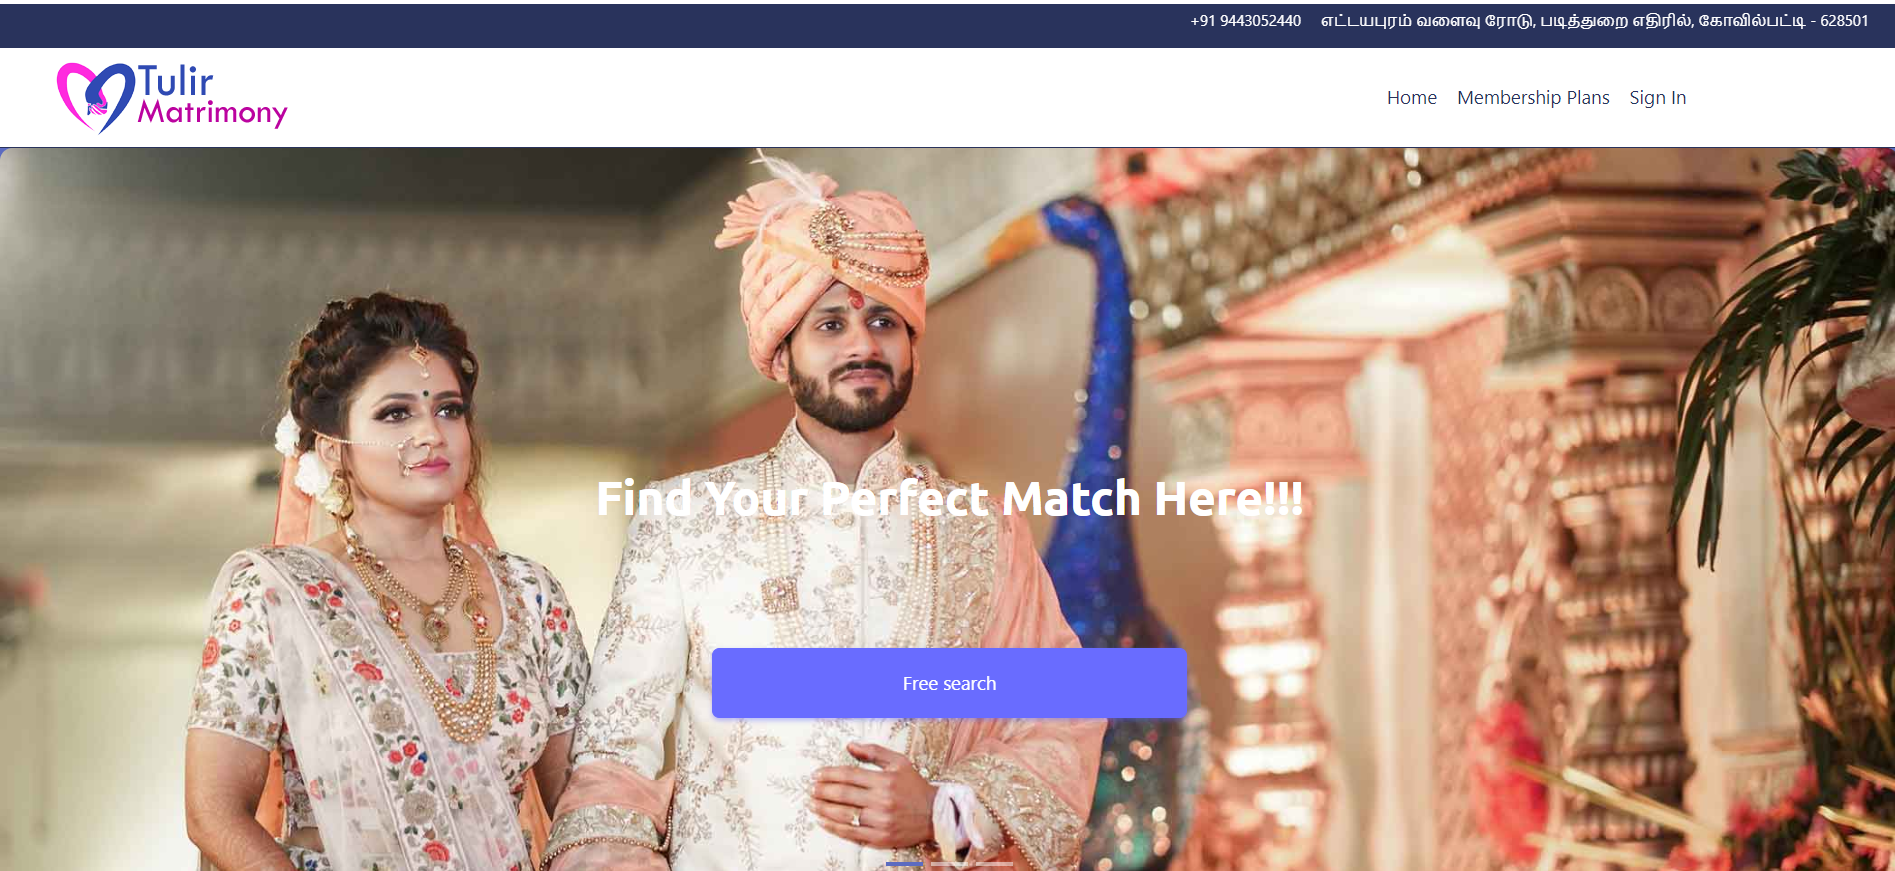 +91 9443052440 எட்டயபுரம் வளைவு ரோடு, படித்துறை எதிரில், கோவில்பட்டி - 628501
Tulir
Matrimony
Home Membership Plans Sign In
Find Your Perfect Match Here!!!
Free search